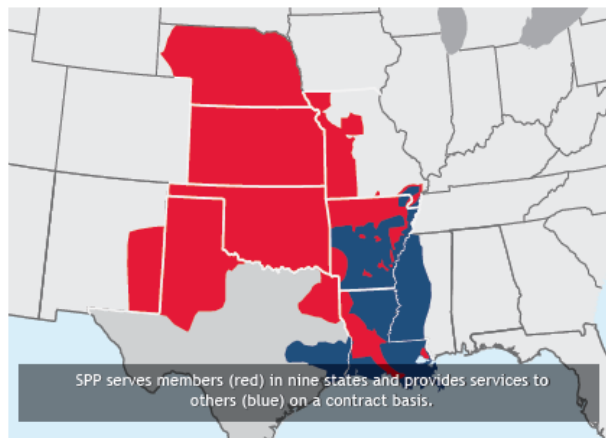 SPP serves members (red) in nine states and provides services to
others (blue) on a contract basis.